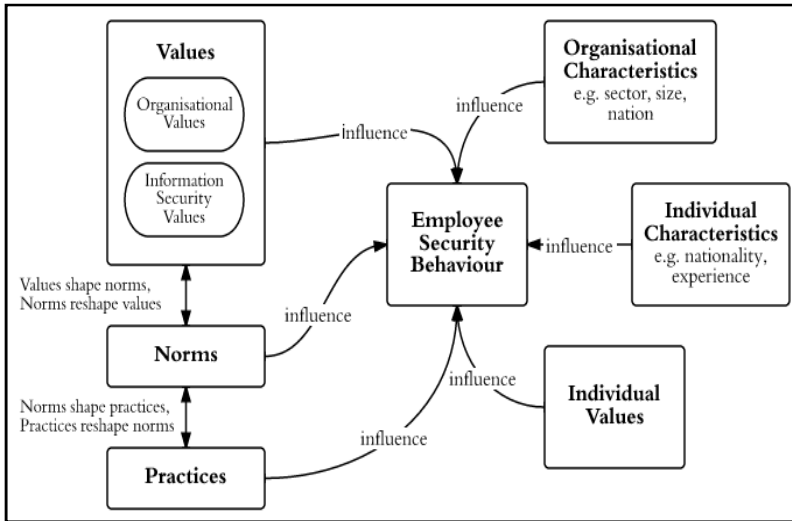 Values
Organisational
Values
Information
Security
Values
Values shape norms,
Norms reshape values
Norms
Norms shape practices,
Practices reshape norms
Practices
influence
influence
influence
Employee
Security
Behaviour
influence
Organisational
Characteristics
e.g. sector, size,
nation
influence
Individual
Characteristics
e.g. nationality,
experience
influence
Individual
Values